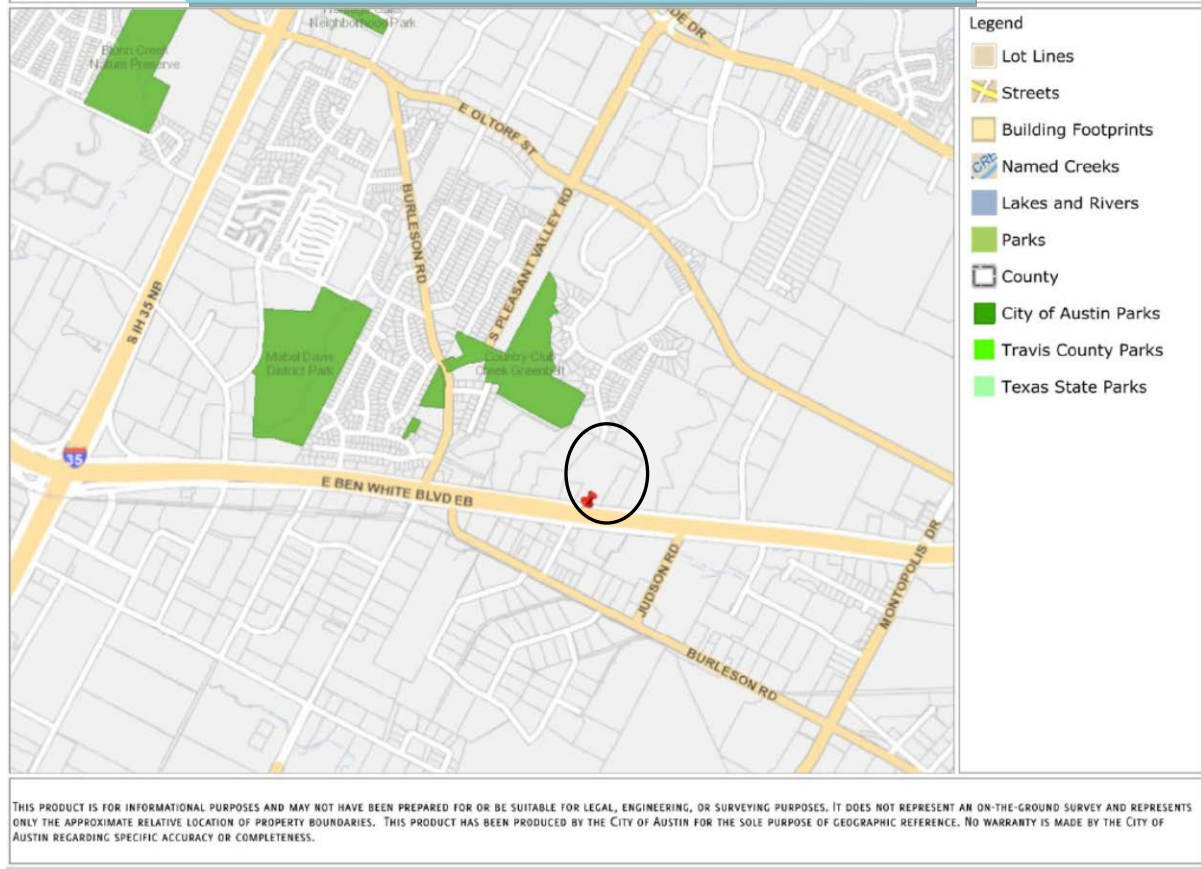 Neighborhood Park
Blunn Creek
Nature Preserve
DE DR
E OLTORF ST
BURLESON RD
S PLEASANT VALLEY RD
S IH 35 NB
Mabel Davis
District Park
Country Club
Creek Greenbelt
35
E BEN WHITE BLVD EB
JUDSON RD
MONTOPOLIS DR
BURLESON RD
Legend
Lot Lines
Streets
Building Footprints
CRE
Named Creeks
Lakes and Rivers
Parks
County
City of Austin Parks
Travis County Parks
Texas State Parks
THIS PRODUCT IS FOR INFORMATIONAL PURPOSES AND MAY NOT HAVE BEEN PREPARED FOR OR BE SUITABLE FOR LEGAL, ENGINEERING, OR SURVEYING PURPOSES. IT DOES NOT REPRESENT AN ON-THE-GROUND SURVEY AND REPRESENTS
ONLY THE APPROXIMATE RELATIVE LOCATION OF PROPERTY BOUNDARIES. THIS PRODUCT HAS BEEN PRODUCED BY THE CITY OF AUSTIN FOR THE SOLE PURPOSE OF GEOGRAPHIC REFERENCE. NO WARRANTY IS MADE BY THE CITY OF
AUSTIN REGARDING SPECIFIC ACCURACY OR COMPLETENESS.